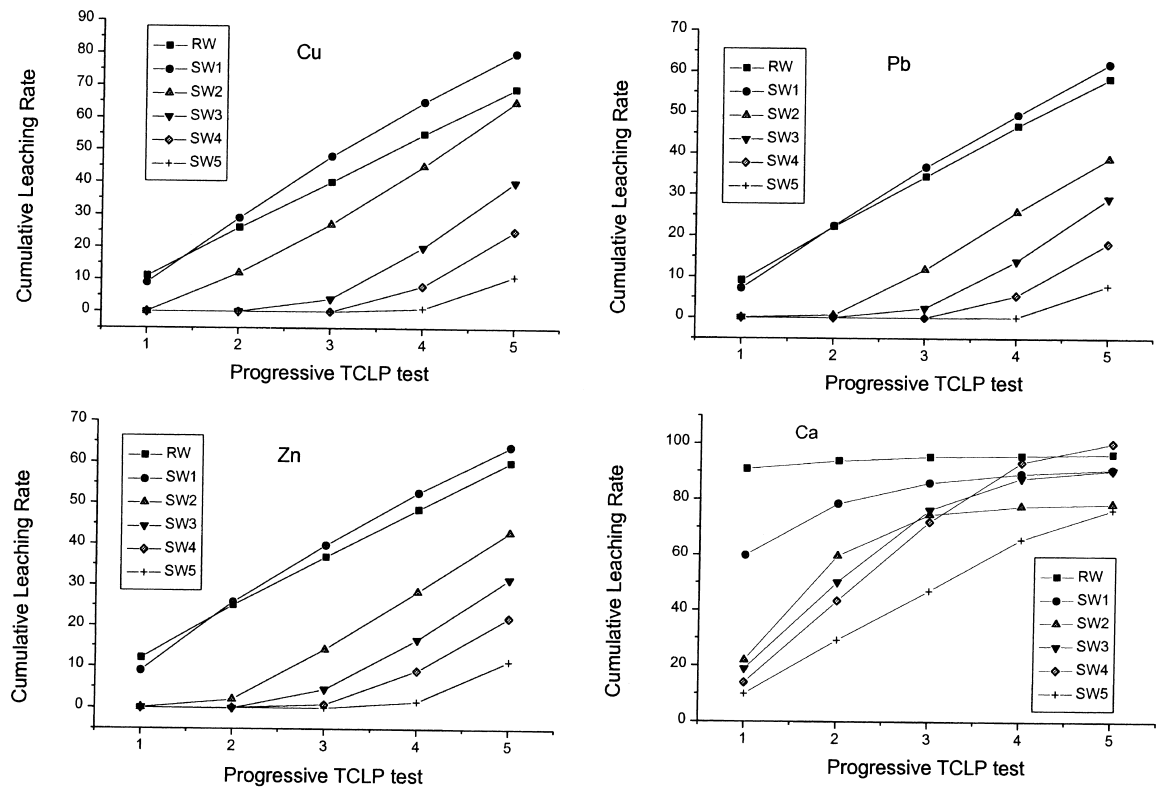 Cu
RW
SW1
SW2
SW3
SW4
SW5
Cumulative Leaching Rate
90
80
70
60
50
40
30
20
10
0
1 2 3 4 5
Progressive TCLP test
Pb
RW
SW1
SW2
SW3
SW4
SW5
Cumulative Leaching Rate
70
60
50
40
30
20
10
0
1 2 3 4 5
Progressive TCLP test
Zn
RW
SW1
SW2
SW3
SW4
SW5
Cumulative Leaching Rate
70
60
50
40
30
20
10
0
1 2 3 4 5
Progressive TCLP test
Ca
Cumulative Leaching Rate
100
80
60
40
20
0
RW
SW1
SW2
SW3
SW4
SW5
1 2 3 4 5
Progressive TCLP test